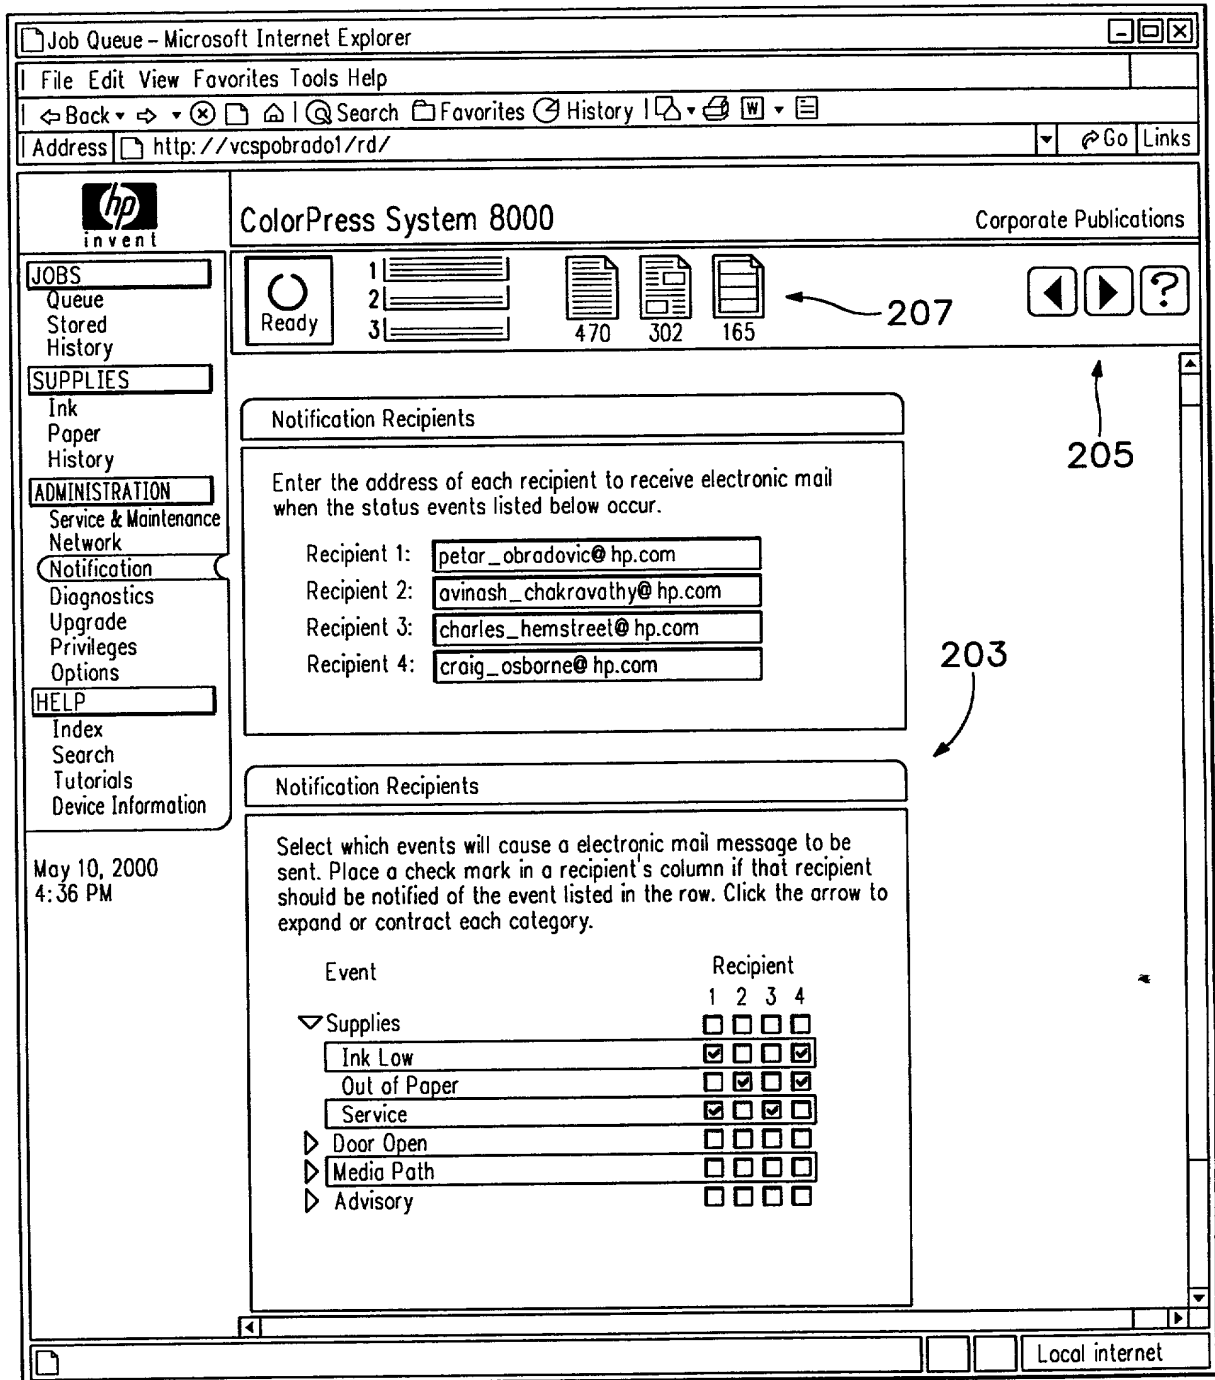 Job Queue – Microsoft Internet Explorer
File Edit View Favorites Tools Help
Back Search Favorites History W
Address http://vcspobrado1/rd/ Go Links
hp
invent
ColorPress System 8000
Corporate Publications
JOBS
Queue
Stored
History
SUPPLIES
Ink
Paper
History
ADMINISTRATION
Service & Maintenance
Network
Notification
Diagnostics
Upgrade
Privileges
Options
HELP
Index
Search
Tutorials
Device Information
May 10, 2000
4:36 PM
Ready
1
2
3
470 302 165
207
?
205
Notification Recipients
Enter the address of each recipient to receive electronic mail
when the status events listed below occur.
Recipient 1: petar_obradovic@hp.com
Recipient 2: avinash_chakravathy@hp.com
Recipient 3: charles_hemstreet@hp.com
Recipient 4: craig_osborne@hp.com
203
Notification Recipients
Select which events will cause a electronic mail message to be
sent. Place a check mark in a recipient's column if that recipient
should be notified of the event listed in the row. Click the arrow to
expand or contract each category.
Event Recipient
1 2 3 4
Supplies
Ink Low
Out of Paper
Service
Door Open
Media Path
Advisory
Local internet